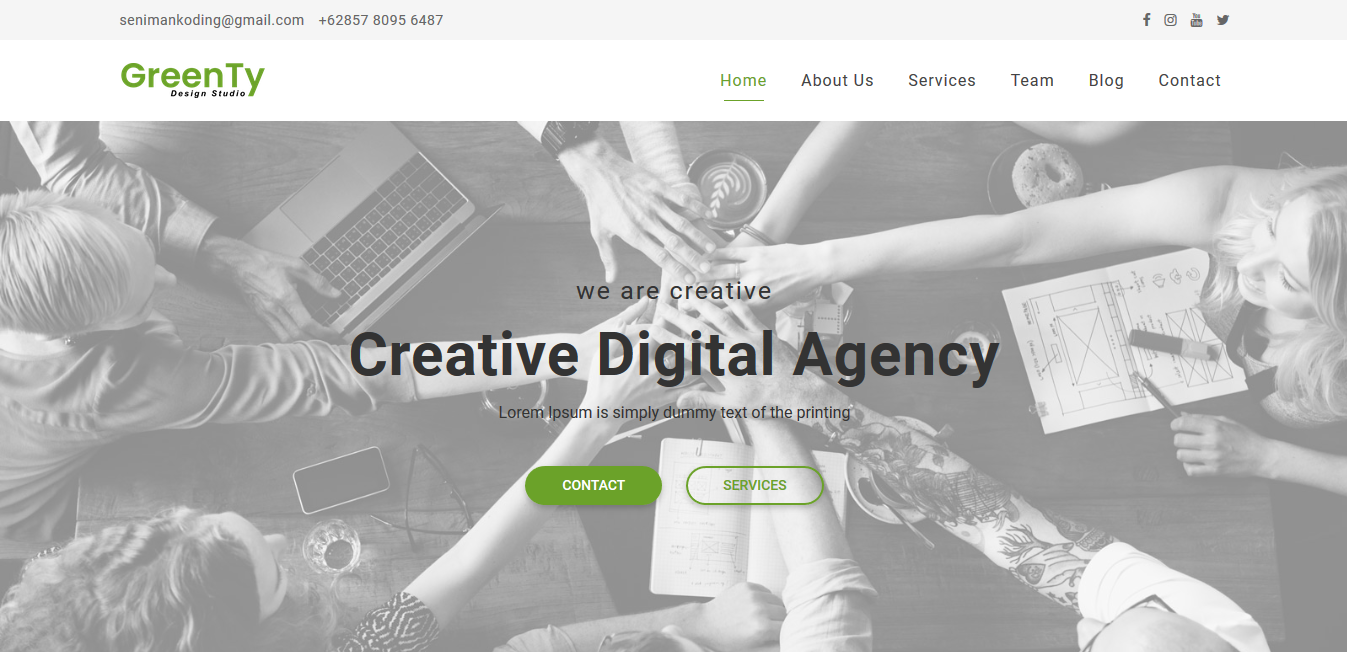 senimankoding@gmail.com +62857 8095 6487
GreenTy
Design Studio
Home About Us Services Team Blog Contact
we are creative
Creative Digital Agency
Lorem Ipsum is simply dummy text of the printing
CONTACT SERVICES